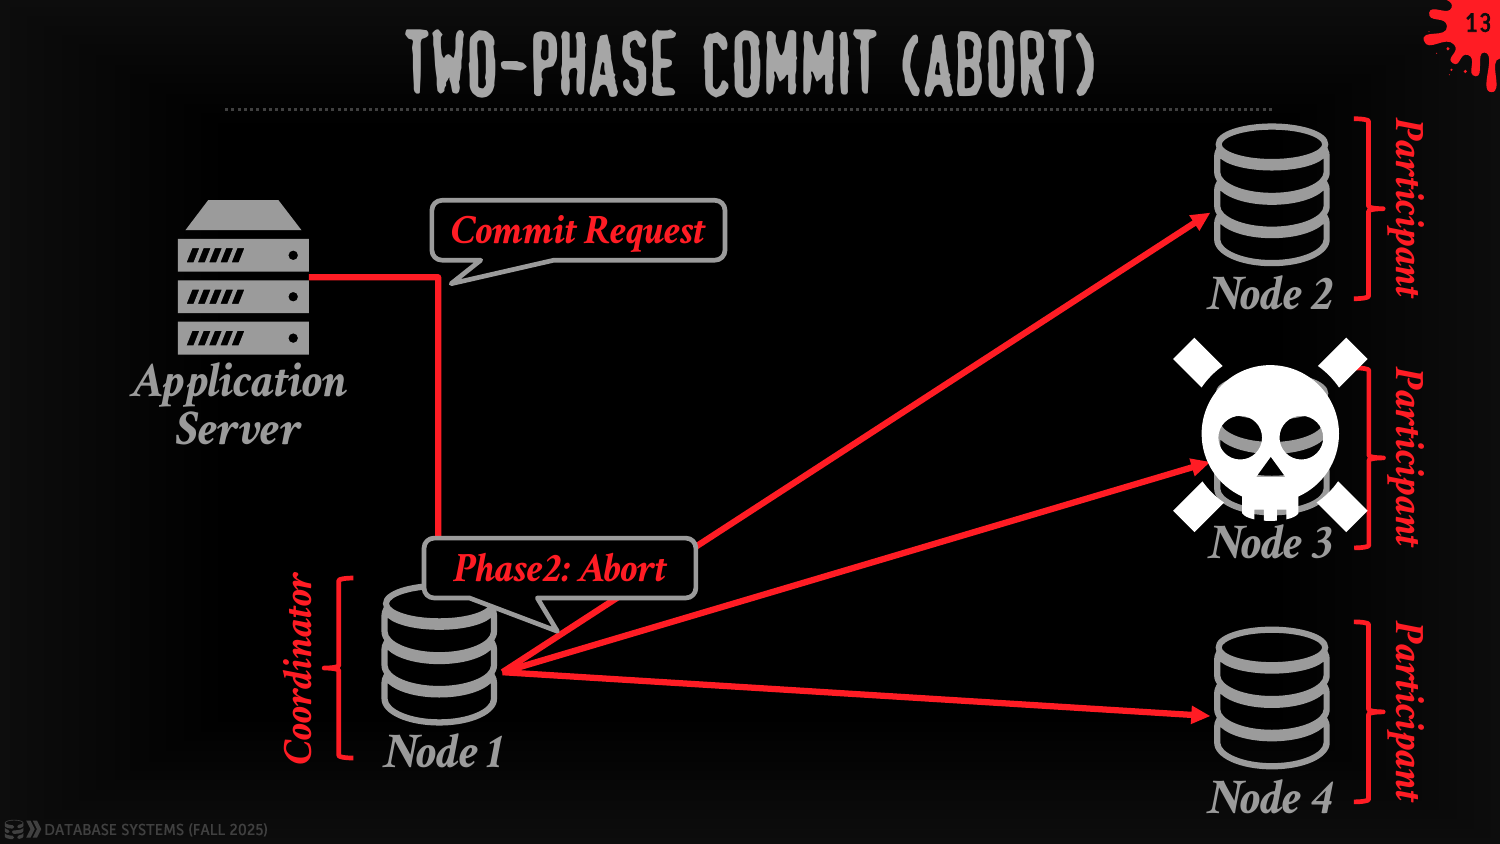 13
TWO-PHASE COMMIT (ABORT)
Participant
Commit Request
Node 2
Application
Server
Participant
Node 3
Phase2: Abort
Coordinator
Node 1
Participant
Node 4
DATABASE SYSTEMS (FALL 2025)